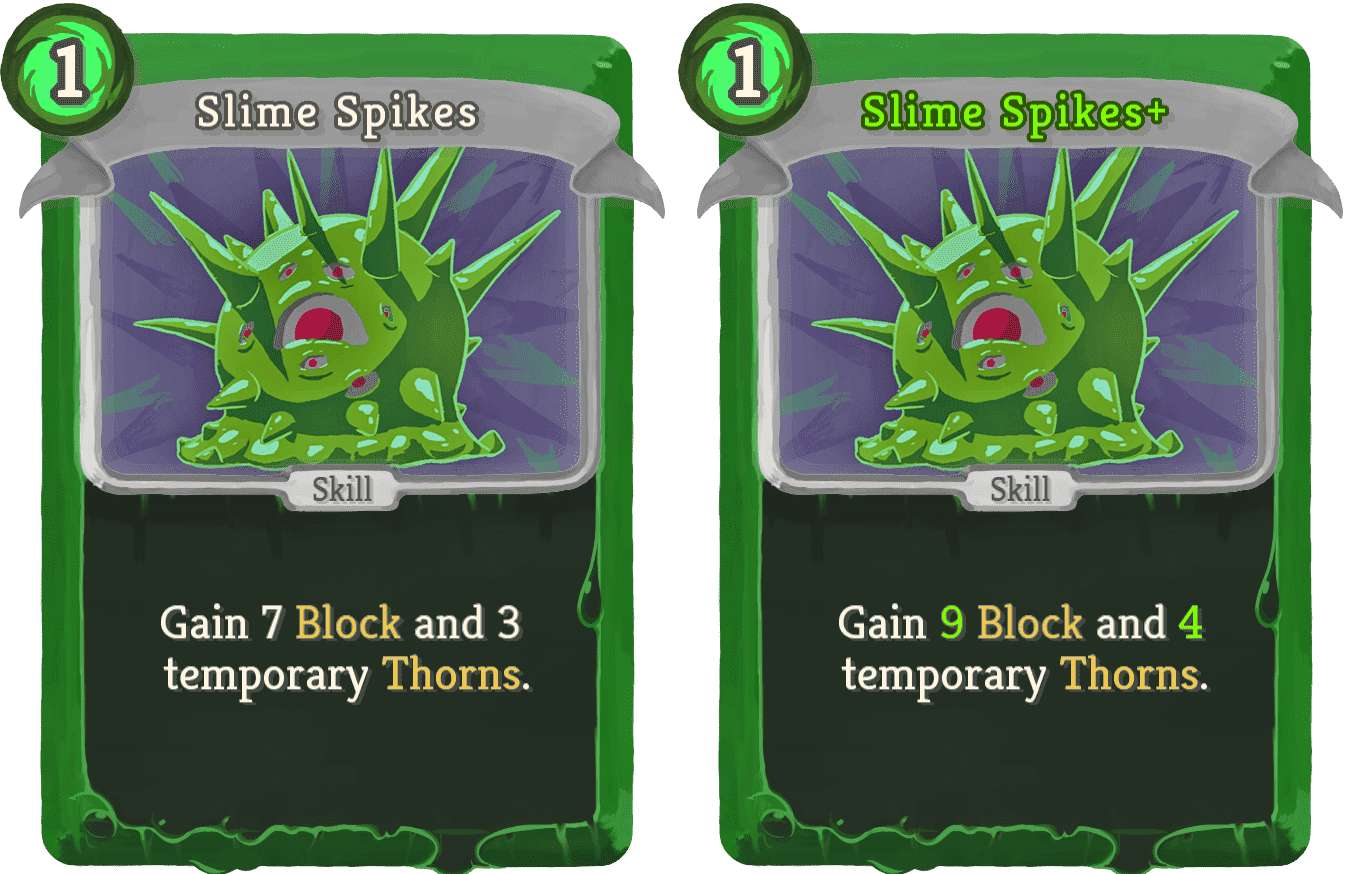 1
Slime Spikes
Skill
Gain 7 Block and 3
temporary Thorns.
1
Slime Spikes+
Skill
Gain 9 Block and 4
temporary Thorns.